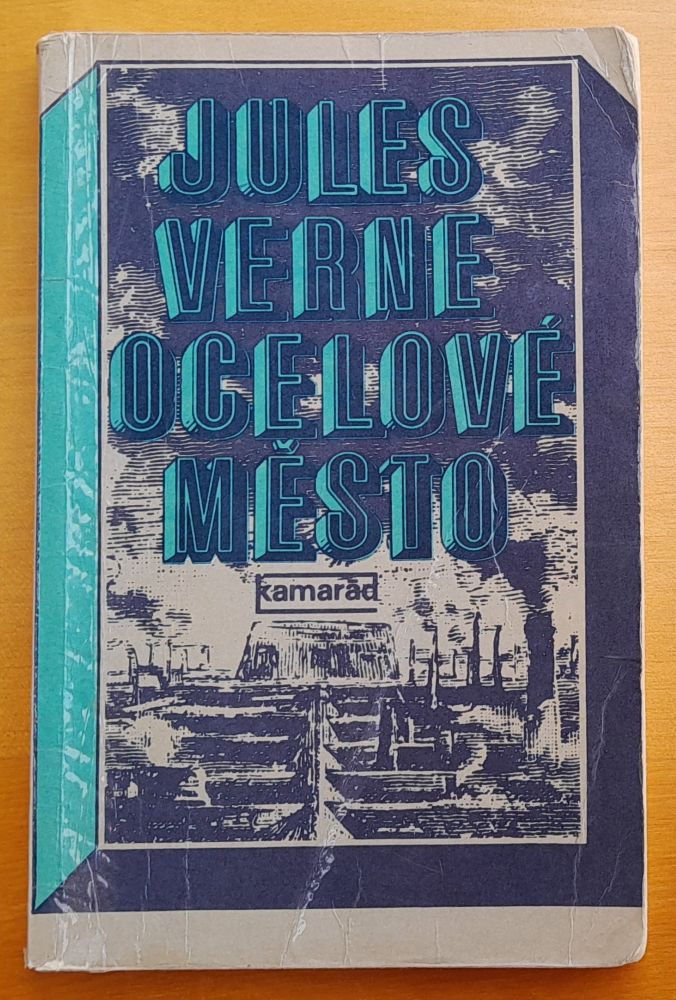 JULES
VERNE
OCELOVÉ
MĚSTO
kamarád